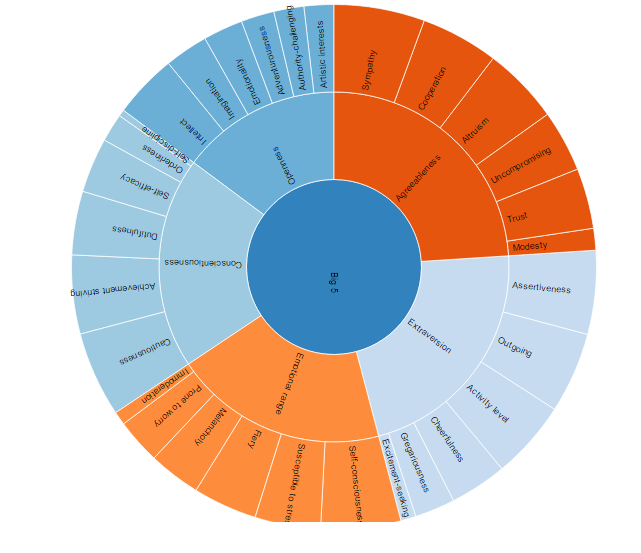 Big 5
Agreeableness
Sympathy
Cooperation
Altruism
Uncompromising
Trust
Modesty
Extraversion
Assertiveness
Outgoing
Activity level
Cheerfulness
Gregariousness
Excitement-seeking
Emotional range
Self-consciousness
Susceptible to stres
Fiery
Melancholy
Prone to worry
Immoderation
Conscientiousness
Cautiousness
Achievement striving
Dutifulness
Self-efficacy
Orderliness
Self-discipline
Openness
Intellect
Imagination
Emotionality
Adventurousness
Authority-challenging
Artistic interests